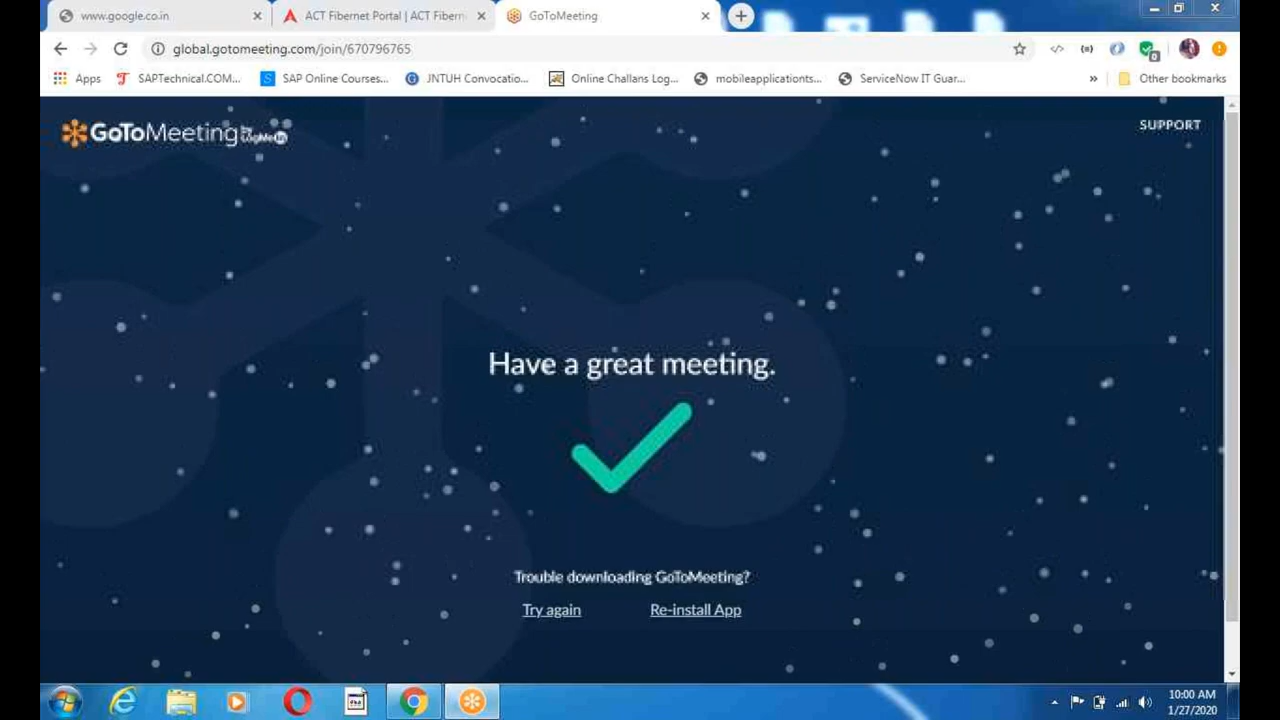 www.google.co.in
ACT Fibernet Portal | ACT Fibern
GoToMeeting
global.gotomeeting.com/join/670796765
Apps
SAPTechnical.COM...
SAP Online Courses...
JNTUH Convocatio...
Online Challans Log...
mobileapplicationts...
ServiceNow IT Guar...
»
Other bookmarks
GoToMeeting
SUPPORT
Have a great meeting.
Trouble downloading GoToMeeting?
Try again
Re-install App
10:00 AM
1/27/2020